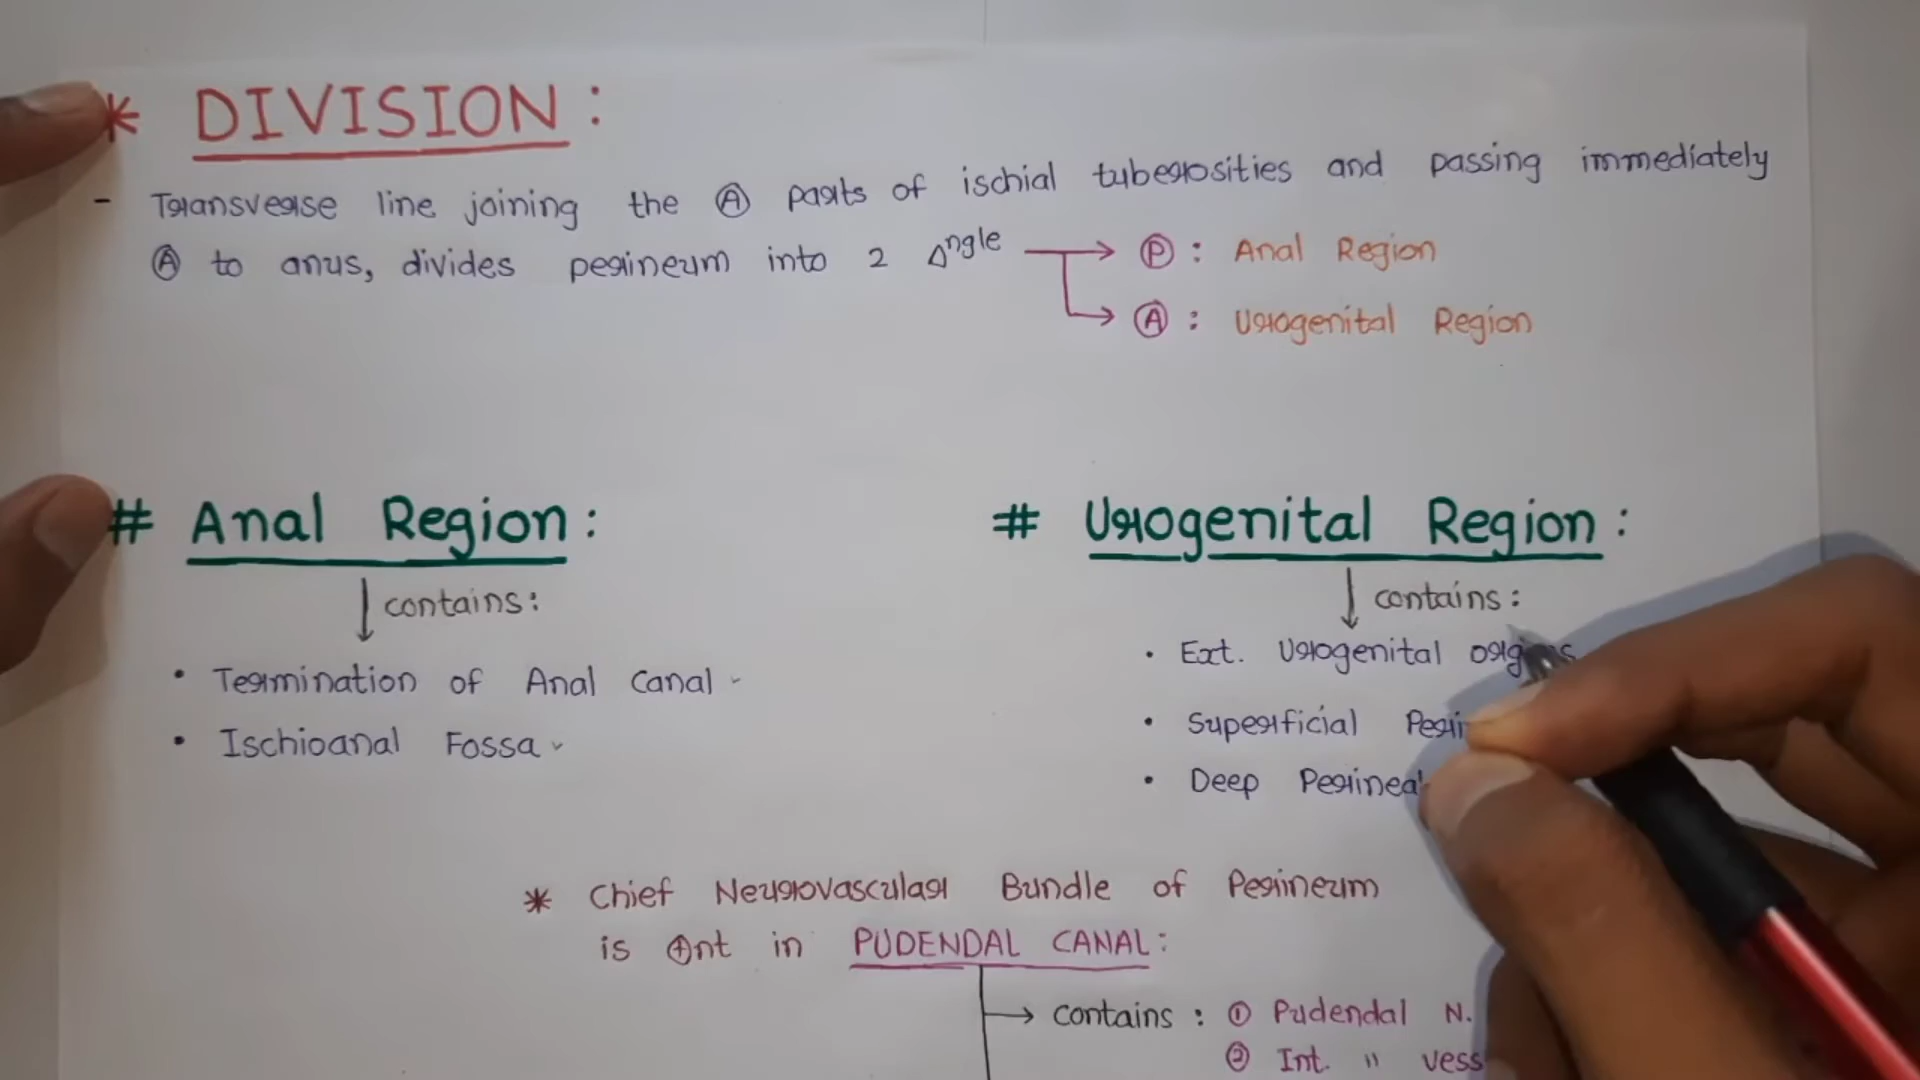 * DIVISION:
- Transverse line joining the Ⓐ parts of ischial tuberosities and passing immediately
Ⓐ to anus, divides perineum into 2 Δngle → Ⓟ : Anal Region
→ Ⓐ : Urogenital Region
# Anal Region:
↓ contains:
• Termination of Anal Canal
• Ischioanal Fossa
# Urogenital Region:
↓ contains:
• Ext. Urogenital
• Superficial
• Deep
* Chief Neurovascular Bundle of Perineum
is ⊕nt in PUDENDAL CANAL:
→ contains : ① Pudendal N.
② Int. "